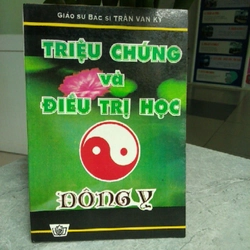 GIÁO SƯ BÁC SĨ TRẦN VĂN KỲ
TRIỆU CHỨNG
và
ĐIỀU TRỊ HỌC
ĐÔNG Y